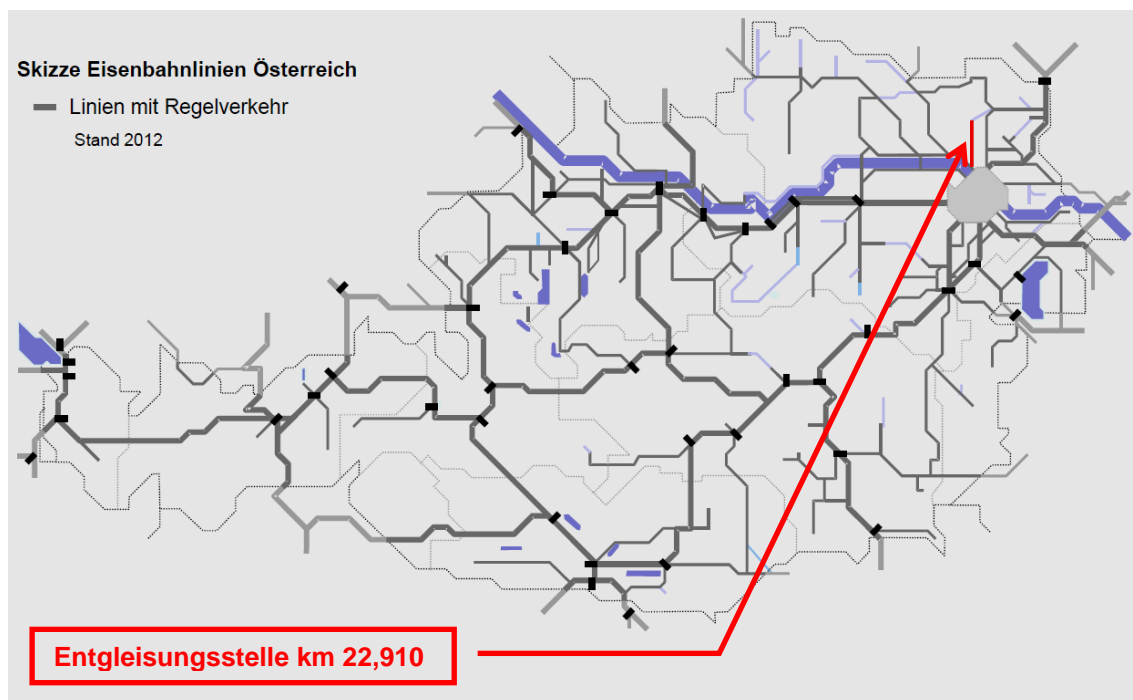 Skizze Eisenbahnlinien Österreich
Linien mit Regelverkehr
Stand 2012
Entgleisungsstelle km 22,910